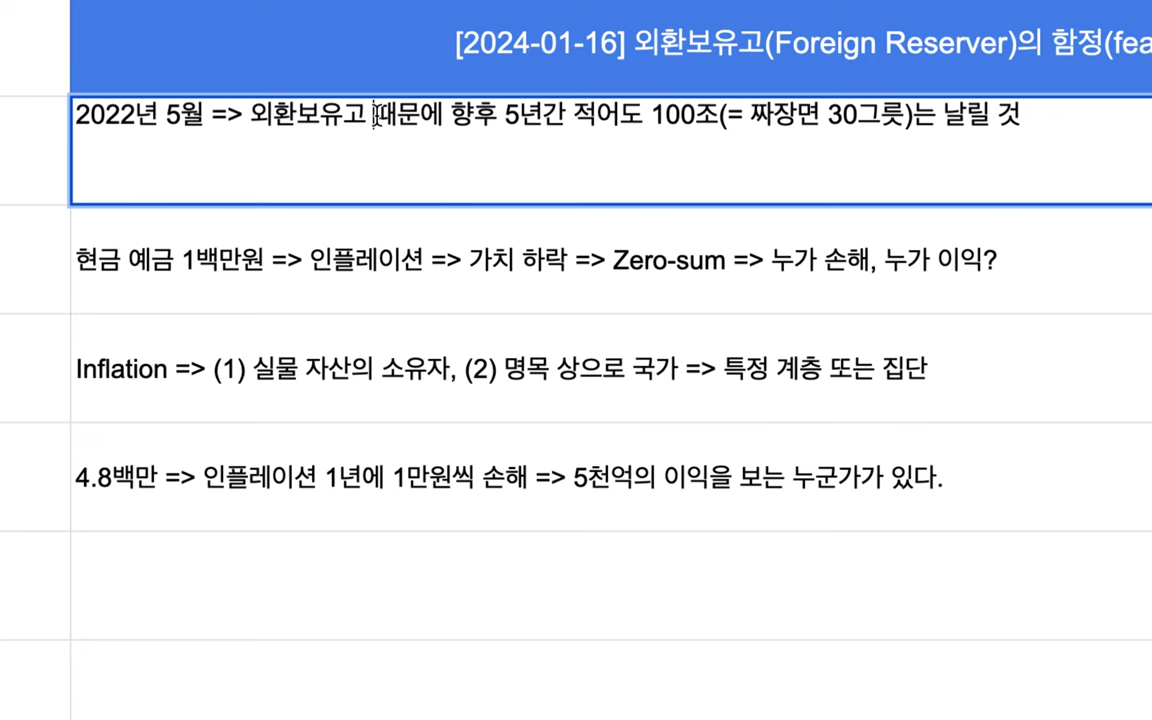 [2024-01-16] 외환보유고(Foreign Reserver)의 함정(fea
2022년 5월 => 외환보유고 때문에 향후 5년간 적어도 100조(= 짜장면 30그릇)는 날릴 것
현금 예금 1백만원 => 인플레이션 => 가치 하락 => Zero-sum => 누가 손해, 누가 이익?
Inflation => (1) 실물 자산의 소유자, (2) 명목 상으로 국가 => 특정 계층 또는 집단
4.8백만 => 인플레이션 1년에 1만원씩 손해 => 5천억의 이익을 보는 누군가가 있다.